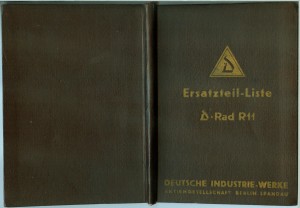 Ersatzteil-Liste
D-Rad R11
DEUTSCHE INDUSTRIE-WERKE
AKTIENGESELLSCHAFT BERLIN-SPANDAU